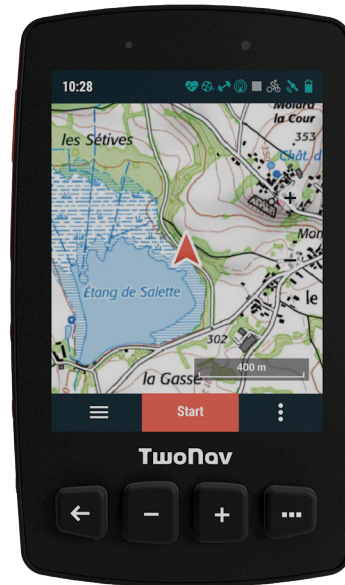 10:28
Molard
la Cour
353
les Sétives
Chât. d
+
Mon
−
Étang de Salette
le
302
400 m
la Gasse
Start
TwoNav
−
+